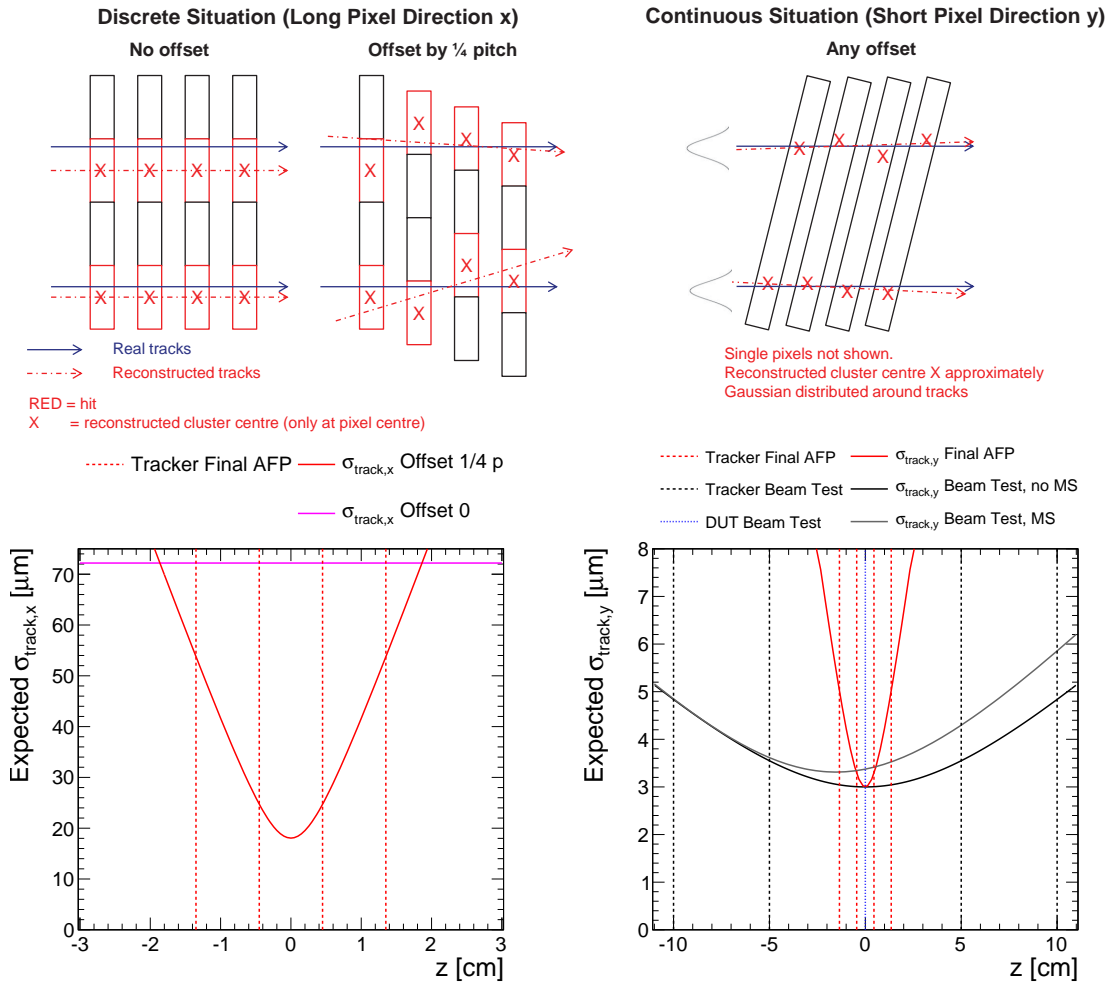 Discrete Situation (Long Pixel Direction x)
No offset
Offset by ¼ pitch
X
X X X X
X X X X
X X X X
X X X X
Real tracks
Reconstructed tracks
RED = hit
X = reconstructed cluster centre (only at pixel centre)
Continuous Situation (Short Pixel Direction y)
Any offset
X X X X
X X X X
Single pixels not shown.
Reconstructed cluster centre X approximately
Gaussian distributed around tracks
Tracker Final AFP
σtrack,x Offset 1/4 p
σtrack,x Offset 0
Expected σtrack,x [μm]
70
60
50
40
30
20
10
0
-3 -2 -1 0 1 2 3
z [cm]
Tracker Final AFP
σtrack,y Final AFP
Tracker Beam Test
σtrack,y Beam Test, no MS
DUT Beam Test
σtrack,y Beam Test, MS
Expected σtrack,y [μm]
8
7
6
5
4
3
2
1
0
-10 -5 0 5 10
z [cm]